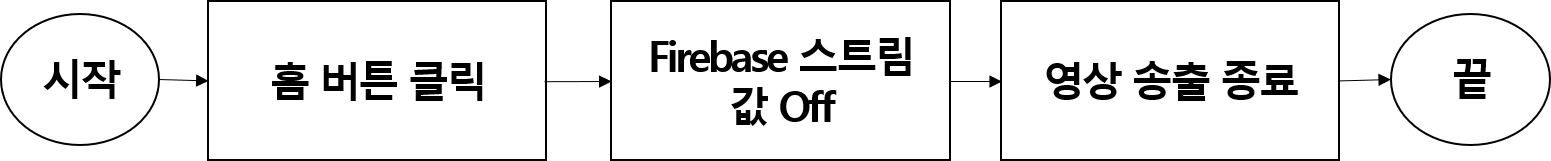 시작
홈 버튼 클릭
Firebase 스트림
값 Off
영상 송출 종료
끝